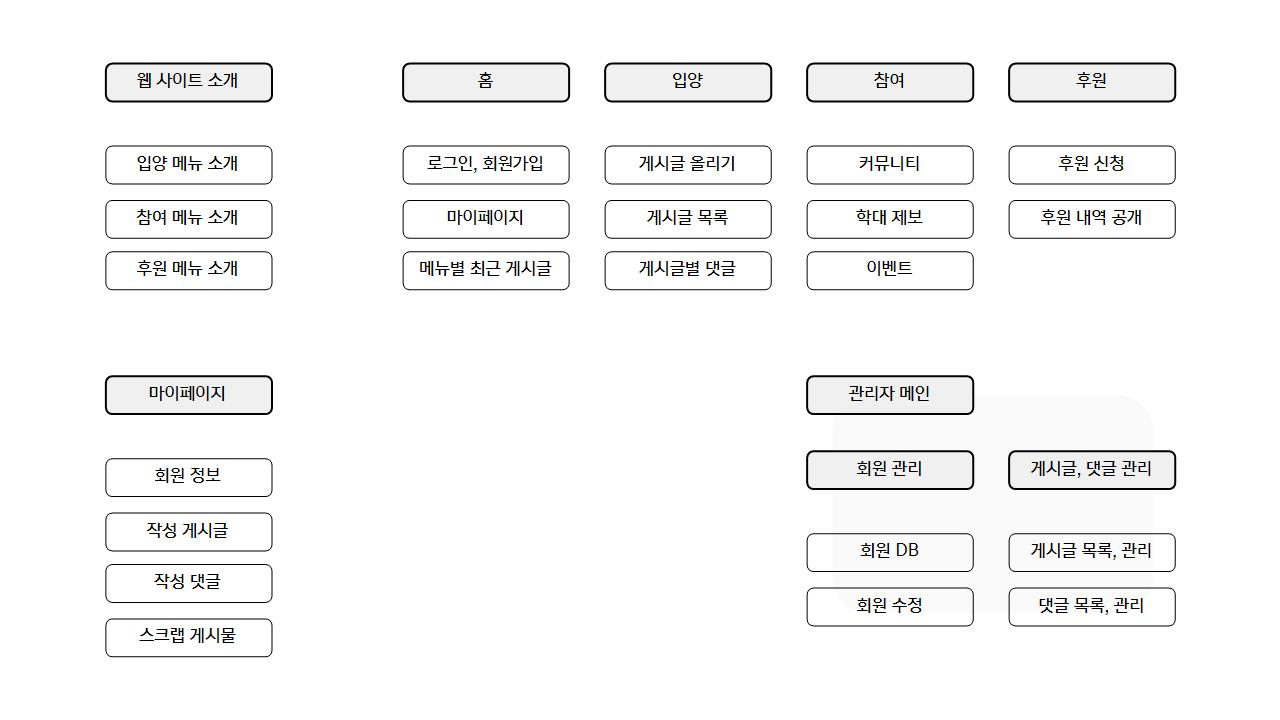 웹 사이트 소개
홈
입양
참여
후원
입양 메뉴 소개
로그인, 회원가입
게시글 올리기
커뮤니티
후원 신청
참여 메뉴 소개
마이페이지
게시글 목록
학대 제보
후원 내역 공개
후원 메뉴 소개
메뉴별 최근 게시글
게시글별 댓글
이벤트
마이페이지
관리자 메인
회원 정보
회원 관리
게시글, 댓글 관리
작성 게시글
회원 DB
게시글 목록, 관리
작성 댓글
회원 수정
댓글 목록, 관리
스크랩 게시물